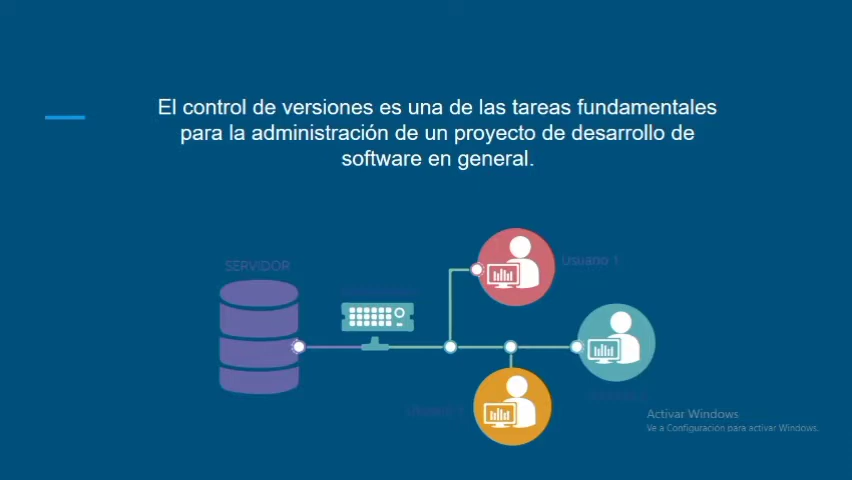 El control de versiones es una de las tareas fundamentales
para la administración de un proyecto de desarrollo de
software en general.
SERVIDOR
Usuario 1
Activar Windows
Ve a Configuración para activar Windows.